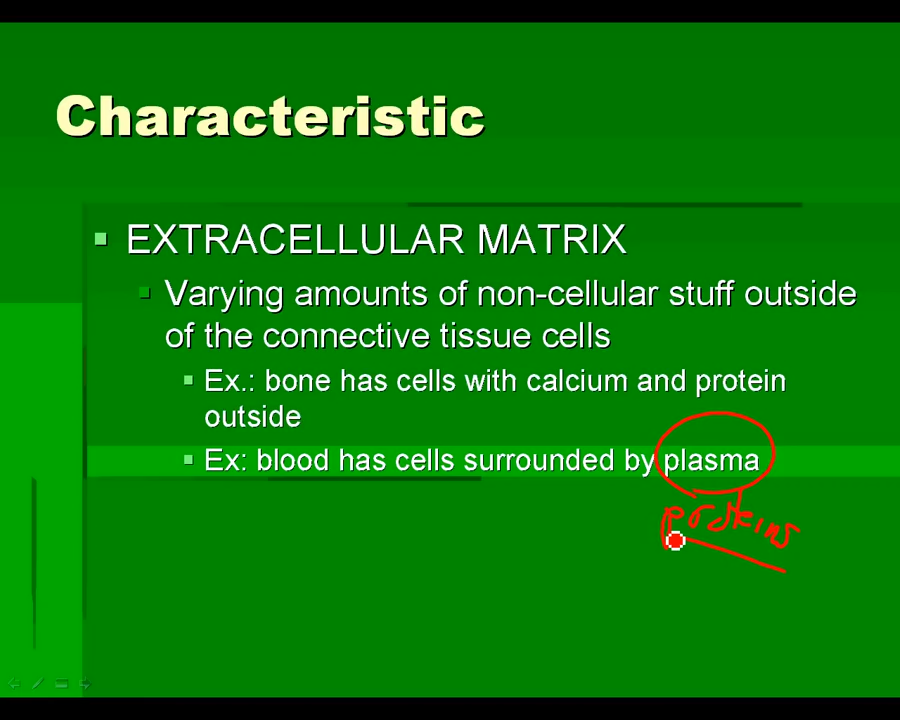 Characteristic
EXTRACELLULAR MATRIX
Varying amounts of non-cellular stuff outside
of the connective tissue cells
Ex.: bone has cells with calcium and protein
outside
Ex: blood has cells surrounded by plasma
proteins